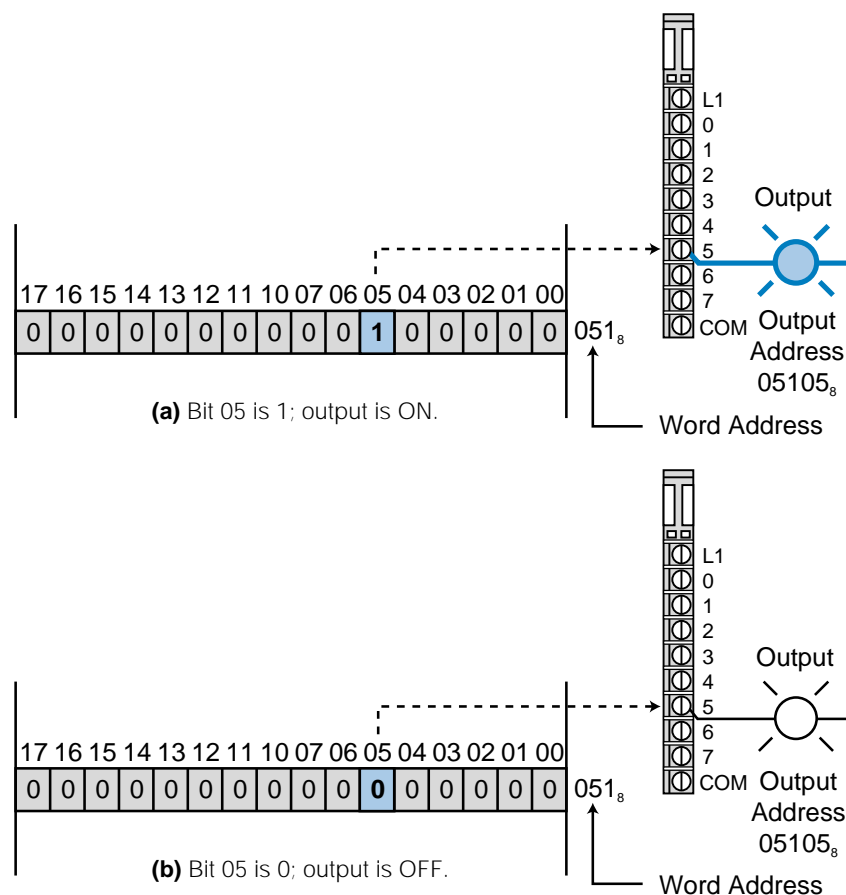 L1
0
1
2
3
4
5
6
7
COM
Output
Output
Address
05105₈
17 16 15 14 13 12 11 10 07 06 05 04 03 02 01 00
0 0 0 0 0 0 0 0 0 0 1 0 0 0 0 0
051₈
(a) Bit 05 is 1; output is ON.
Word Address
L1
0
1
2
3
4
5
6
7
COM
Output
Output
Address
05105₈
17 16 15 14 13 12 11 10 07 06 05 04 03 02 01 00
0 0 0 0 0 0 0 0 0 0 0 0 0 0 0 0
051₈
(b) Bit 05 is 0; output is OFF.
Word Address